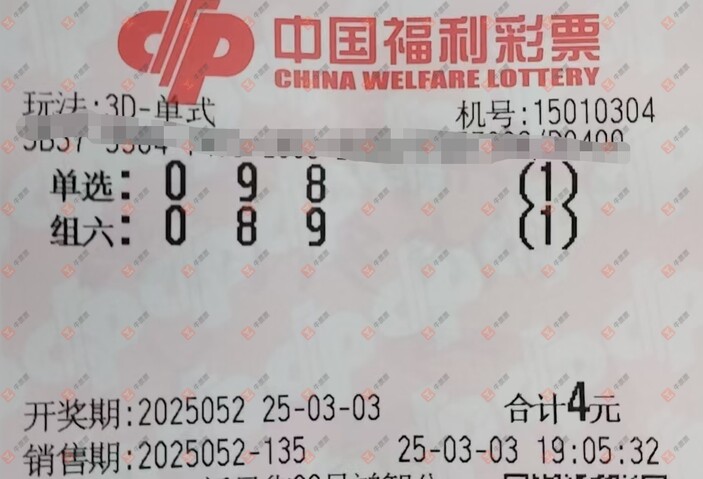 中国福利彩票
CHINA WELFARE LOTTERY
玩法:3D-单式 机号:15010304
单选: 0 9 8 (1)
组六: 0 8 9 (1)
开奖期:2025052 25-03-03 合计4元
销售期:2025052-135 25-03-03 19:05:32